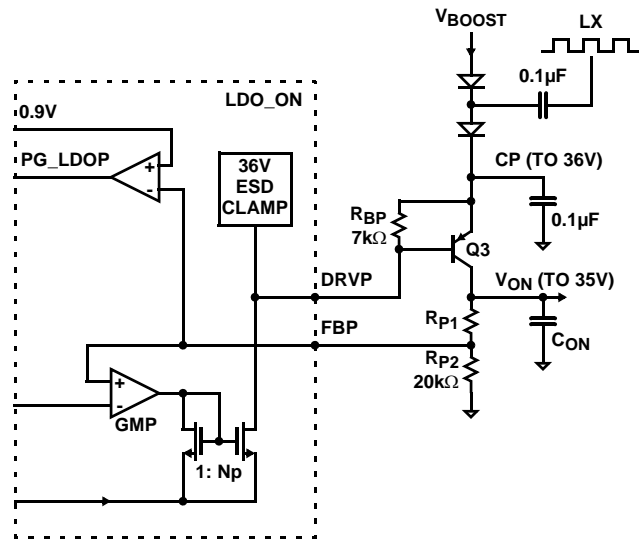 VBOOST
LX
0.1µF
LDO_ON
0.9V
PG_LDOP
+
-
36V
ESD
CLAMP
CP (TO 36V)
0.1µF
RBP
7kΩ
Q3
DRVP
VON (TO 35V)
RP1
CON
FBP
RP2
20kΩ
+
-
GMP
1: Np